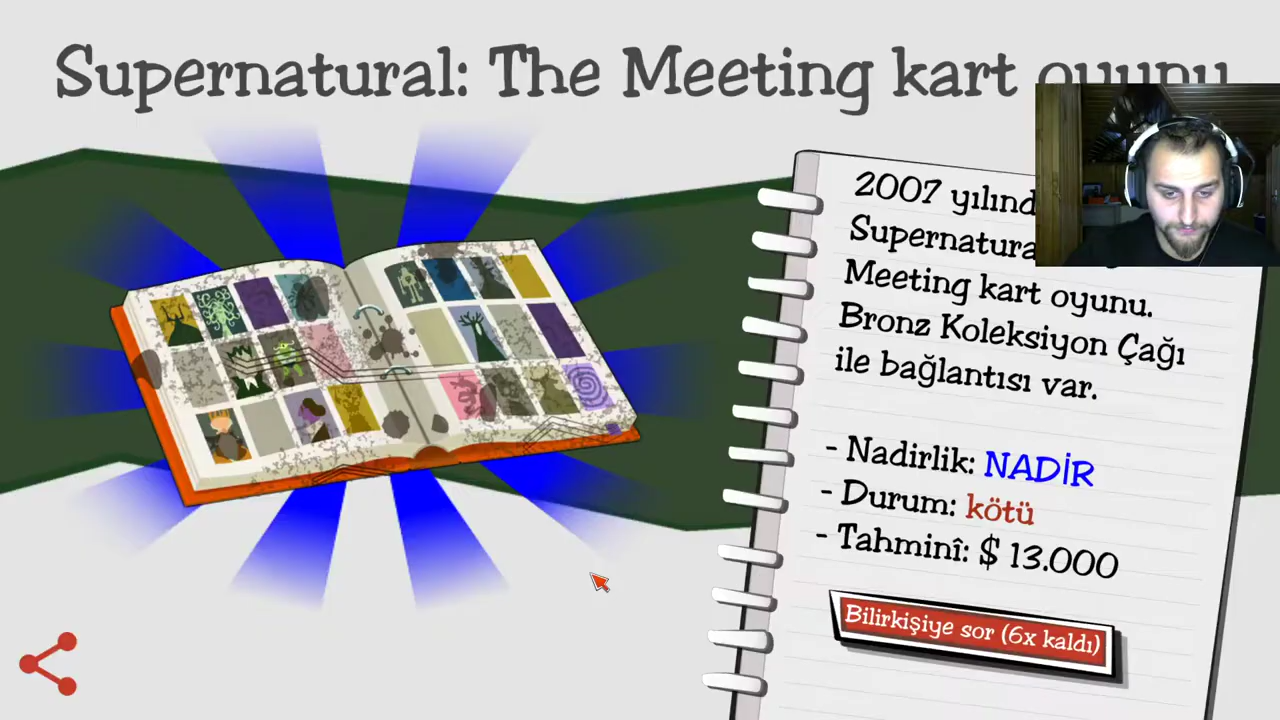 Supernatural: The Meeting kart oyunu
2007 yılınd
Supernatura
Meeting kart oyunu.
Bronz Koleksiyon Çağı
ile bağlantısı var.
- Nadirlik: NADİR
- Durum: kötü
- Tahminî: $ 13.000
Bilirkişiye sor (6x kaldı)